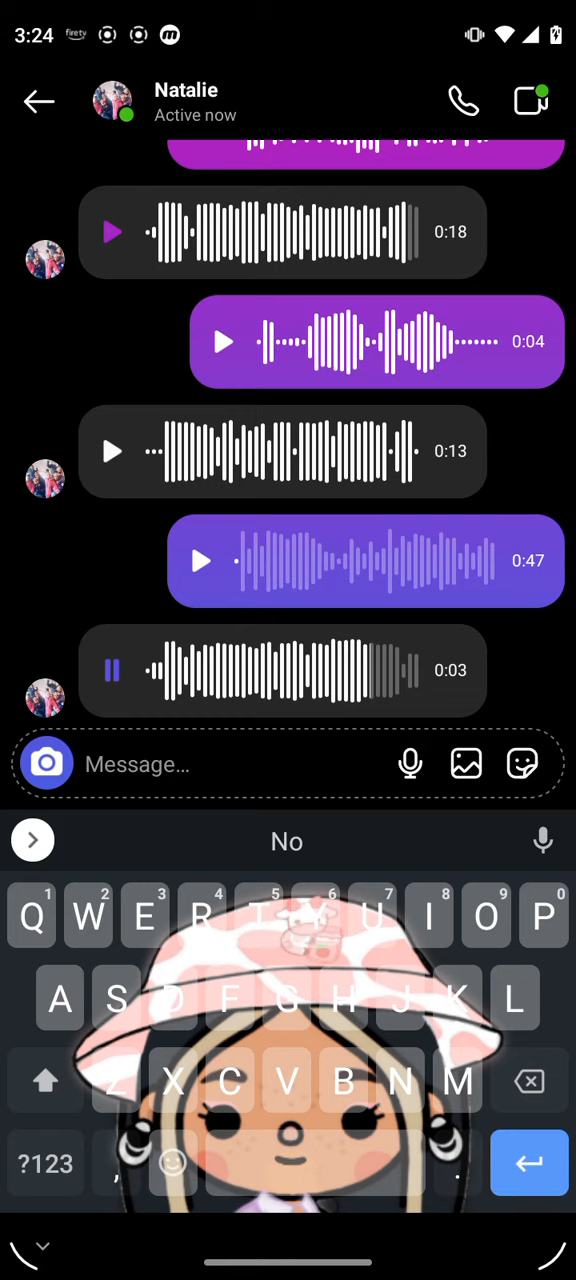 3:24 firetv m
Natalie
Active now
0:18
0:04
0:13
0:47
0:03
Message…
No
1 2 3 4 5 6 7 8 9 0
Q W E R T Y U I O P
A S D F G H J K L
Z X C V B N M
?123 , .